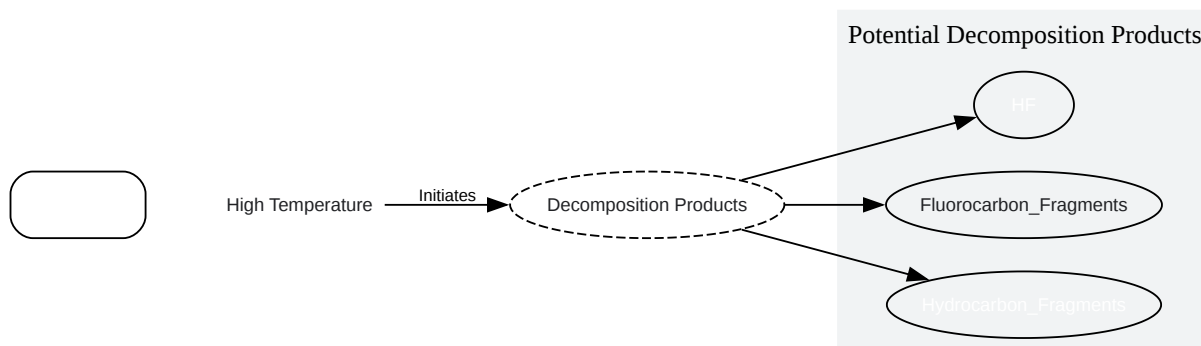 Potential Decomposition Products
HF
High Temperature
Initiates
Decomposition Products
Fluorocarbon_Fragments
Hydrocarbon_Fragments